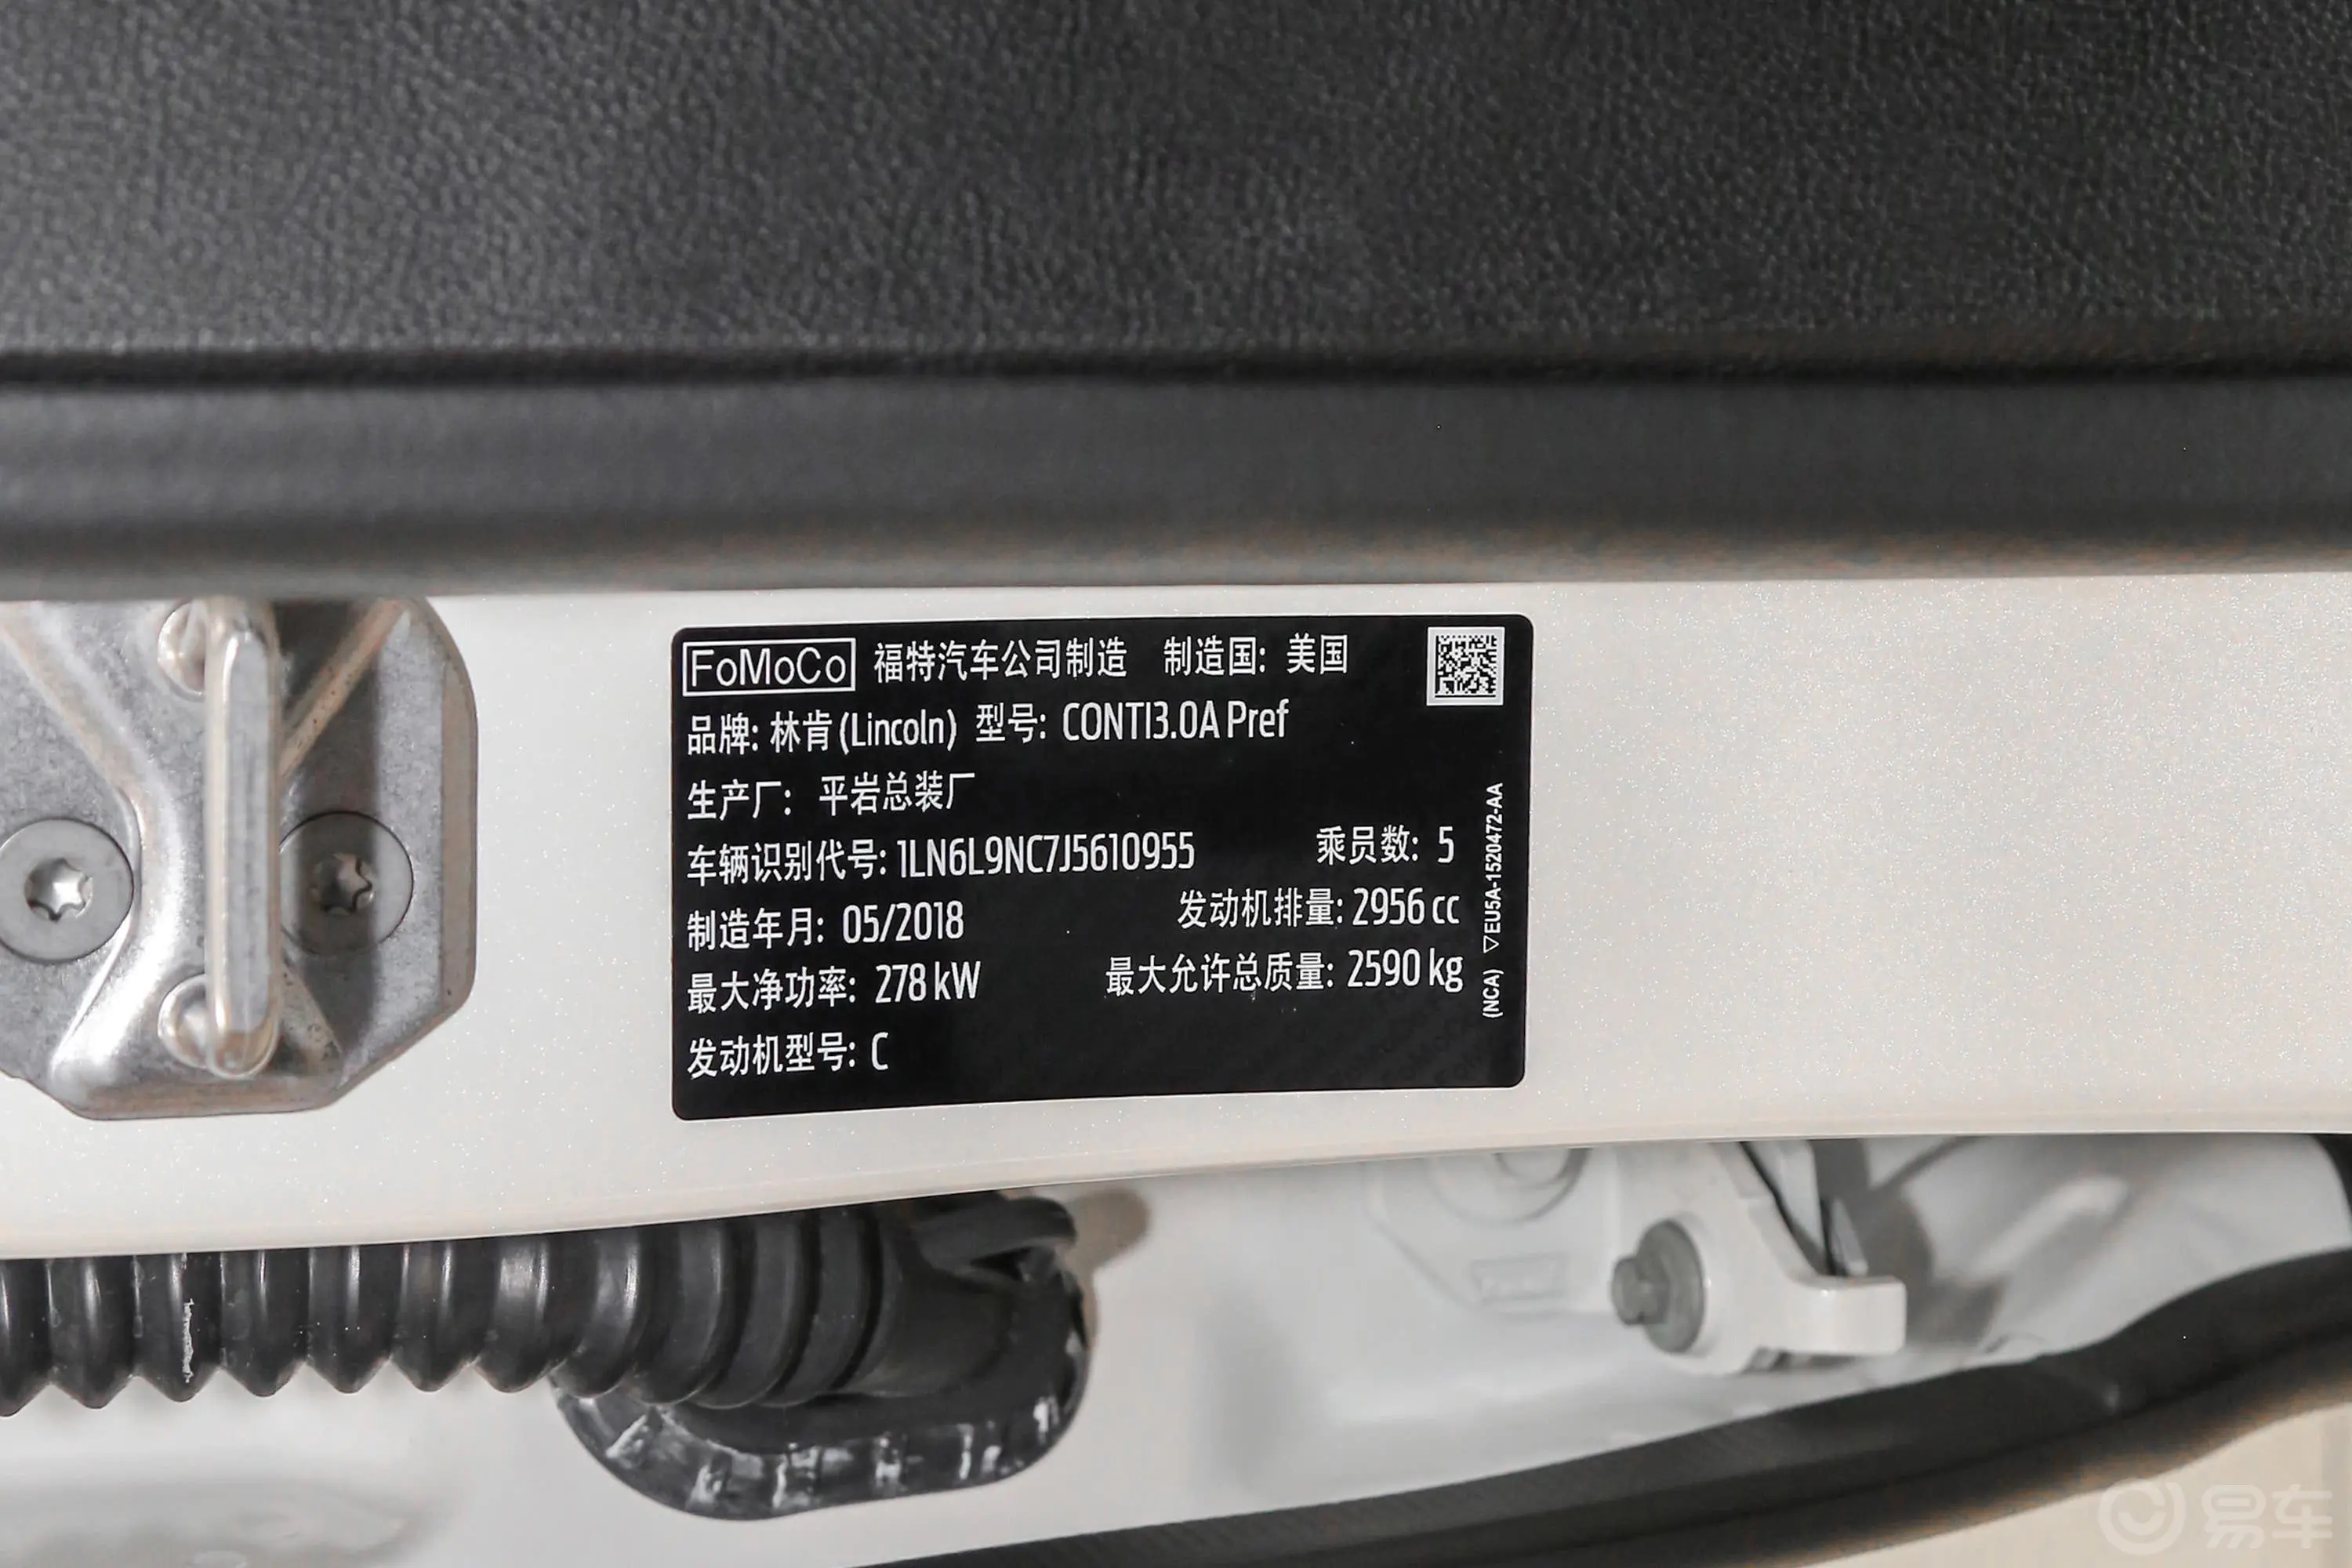 FoMoCo 福特汽车公司制造 制造国: 美国
品牌: 林肯 (Lincoln) 型号: CONTI3.0A Pref
生产厂: 平岩总装厂
车辆识别代号: 1LN6L9NC7J5610955 乘员数: 5
制造年月: 05/2018 发动机排量: 2956 cc
最大净功率: 278 kW 最大允许总质量: 2590 kg
发动机型号: C
(NCA) ▽EU5A-1520472-AA
易车